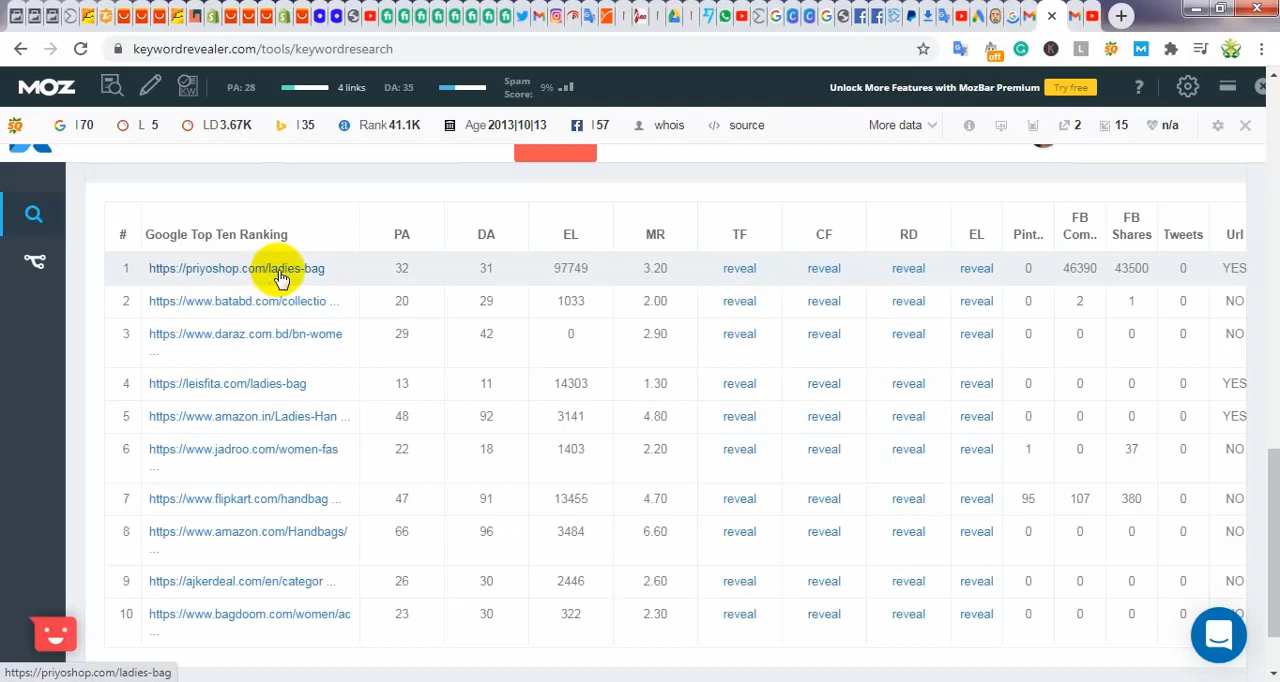 keywordrevealer.com/tools/keywordresearch
off
MOZ PA: 28 4 links DA: 35 Spam Score: 9% Unlock More Features with MozBar Premium Try free ?
SQ I 70 L 5 LD 3.67K I 35 Rank 41.1K Age 2013|10|13 I 57 whois source More data 2 15 n/a
# Google Top Ten Ranking PA DA EL MR TF CF RD EL Pint.. FB Com.. FB Shares Tweets Url
1 https://priyoshop.com/ladies-bag 32 31 97749 3.20 reveal reveal reveal reveal 0 46390 43500 0 YES
2 https://www.batabd.com/collectio ... 20 29 1033 2.00 reveal reveal reveal reveal 0 2 1 0 NO
3 https://www.daraz.com.bd/bn-wome ... 29 42 0 2.90 reveal reveal reveal reveal 0 0 0 0 NO
4 https://leisfita.com/ladies-bag 13 11 14303 1.30 reveal reveal reveal reveal 0 0 0 0 YES
5 https://www.amazon.in/Ladies-Han ... 48 92 3141 4.80 reveal reveal reveal reveal 0 0 0 0 YES
6 https://www.jadroo.com/women-fas ... 22 18 1403 2.20 reveal reveal reveal reveal 1 0 37 0 NO
7 https://www.flipkart.com/handbag ... 47 91 13455 4.70 reveal reveal reveal reveal 95 107 380 0 NO
8 https://www.amazon.com/Handbags/ ... 66 96 3484 6.60 reveal reveal reveal reveal 0 0 0 0 NO
9 https://ajkerdeal.com/en/categor ... 26 30 2446 2.60 reveal reveal reveal reveal 0 0 0 0 NO
10 https://www.bagdoom.com/women/ac ... 23 30 322 2.30 reveal reveal reveal reveal 0 0 0 0
https://priyoshop.com/ladies-bag